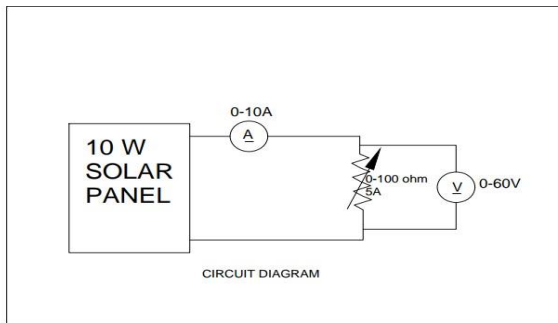 0-10A
A
10 W
SOLAR
PANEL
0-100 ohm
5A
V
0-60V
CIRCUIT DIAGRAM